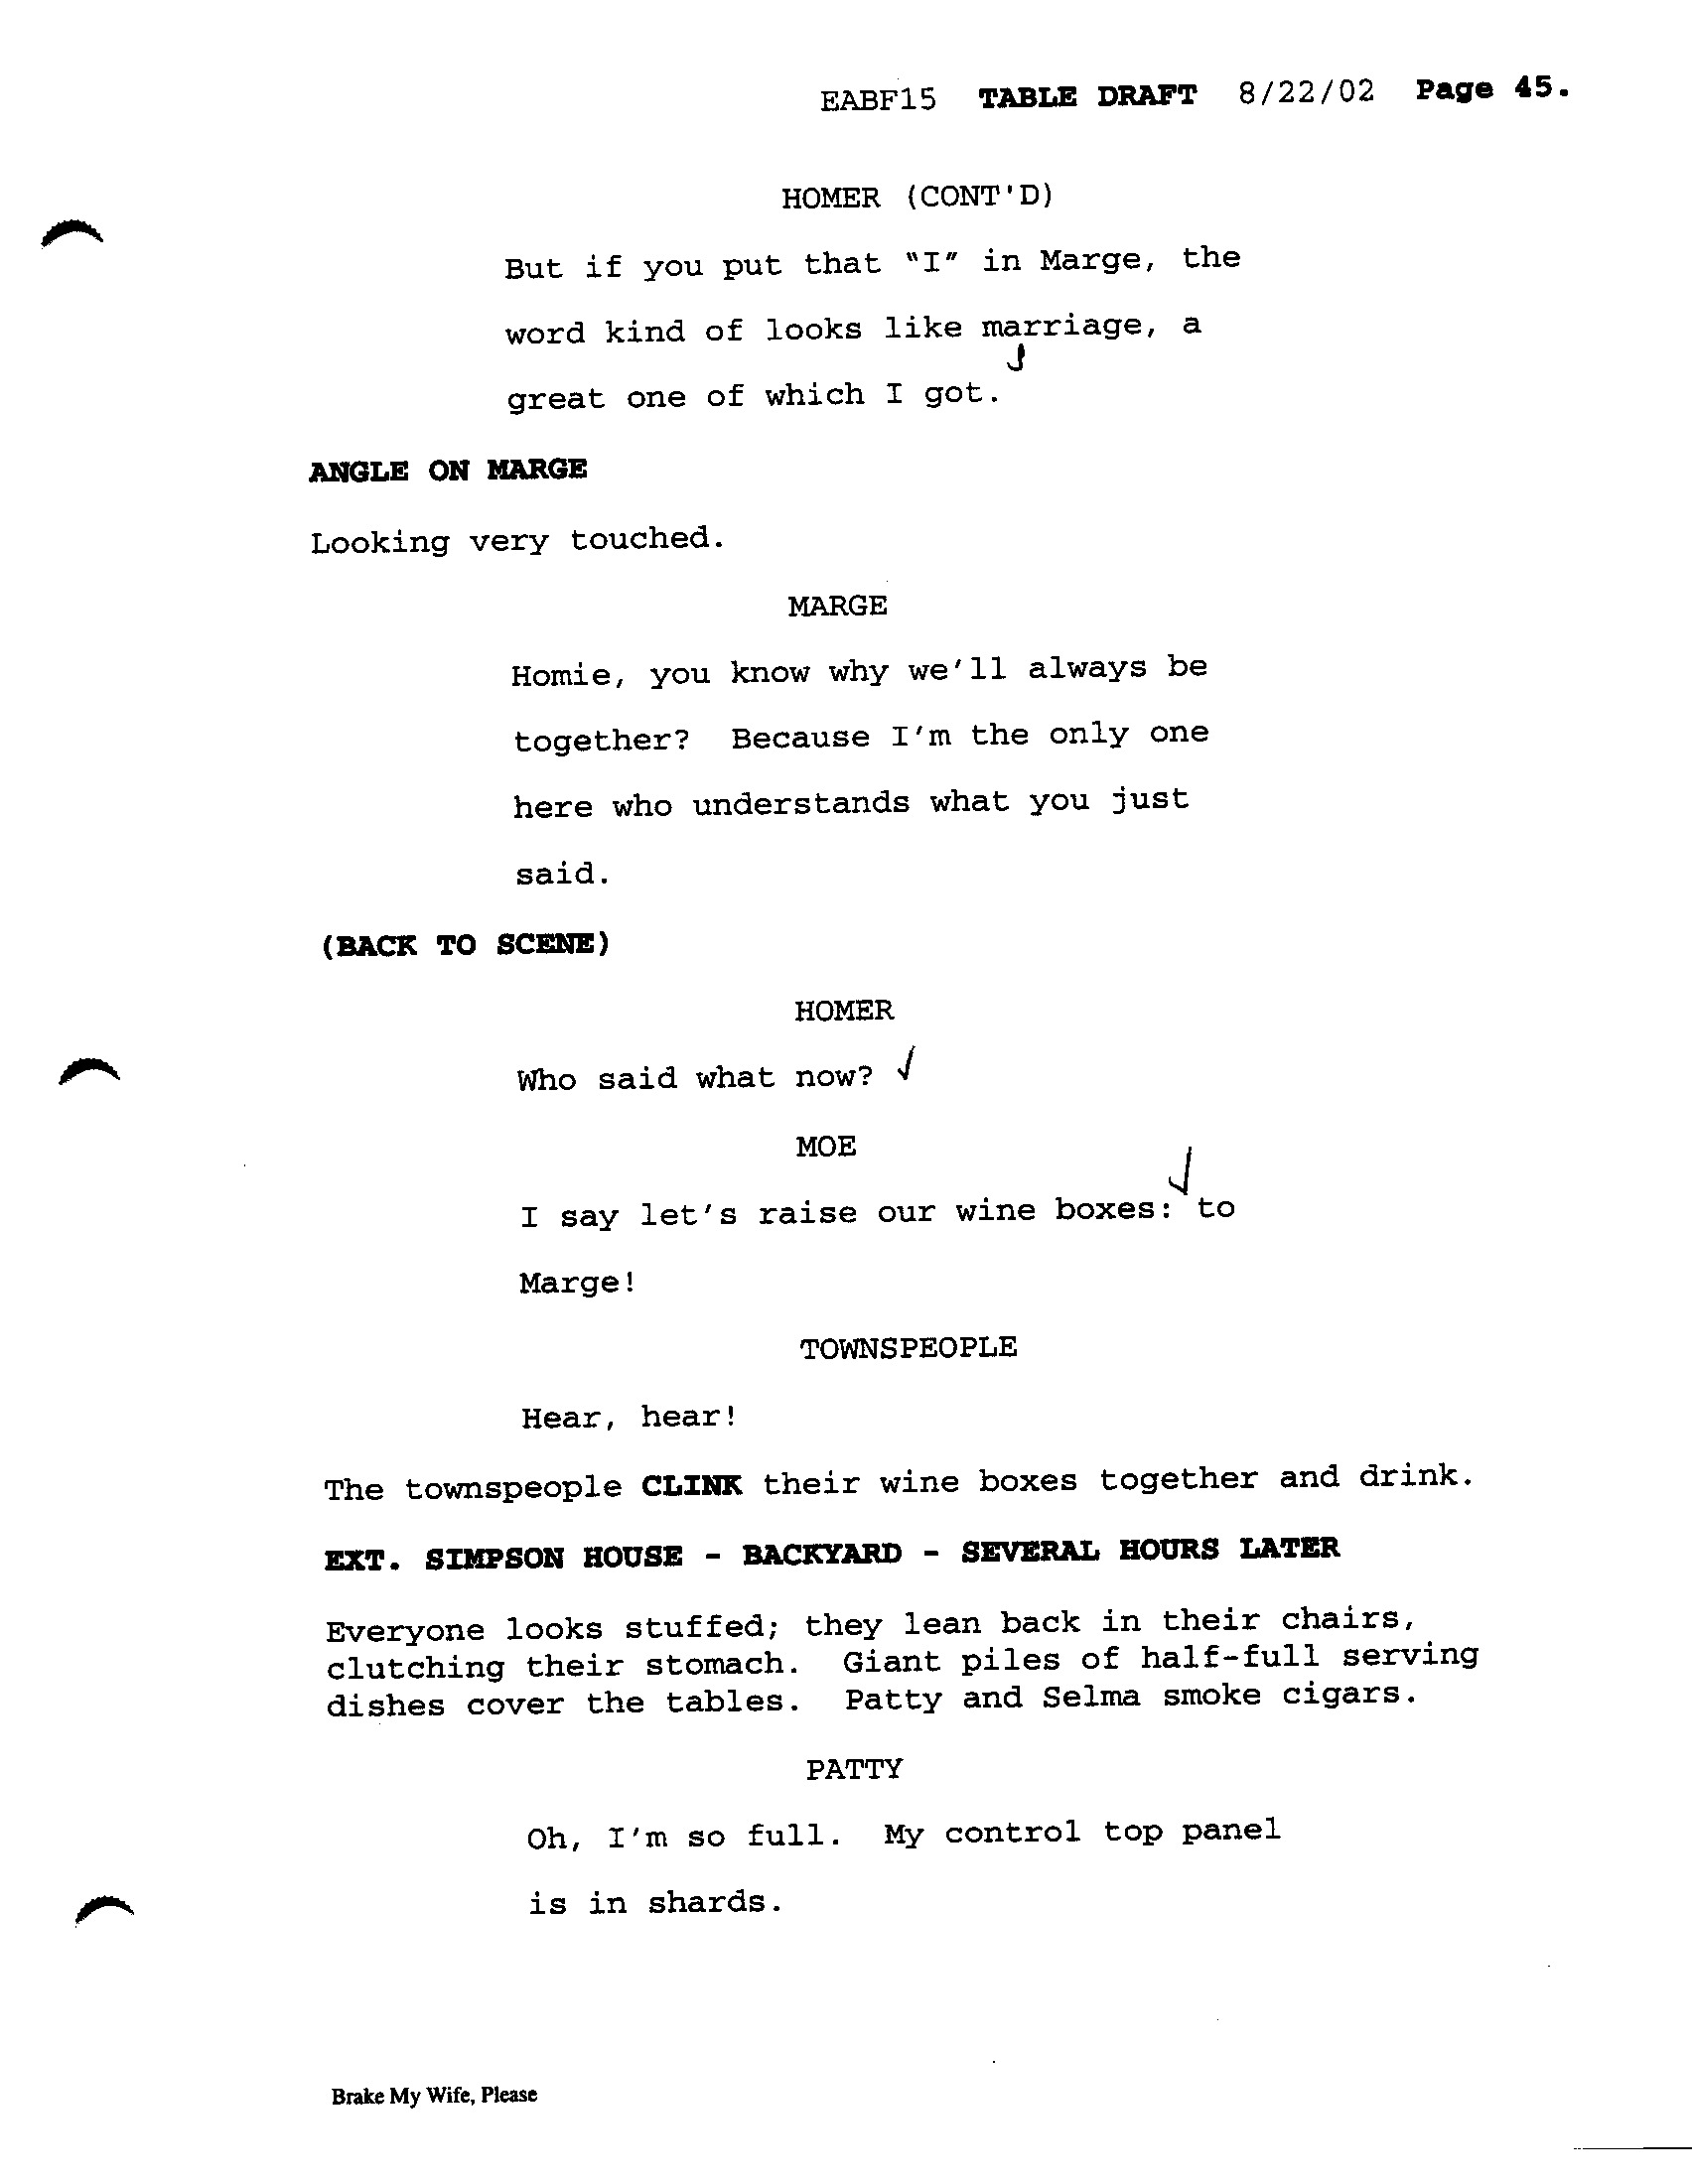 EABF15 TABLE DRAFT 8/22/02 Page 45.
HOMER (CONT'D)
But if you put that "I" in Marge, the
word kind of looks like marriage, a
great one of which I got.
ANGLE ON MARGE
Looking very touched.
MARGE
Homie, you know why we'll always be
together? Because I'm the only one
here who understands what you just
said.
(BACK TO SCENE)
HOMER
Who said what now?
MOE
I say let's raise our wine boxes: to
Marge!
TOWNSPEOPLE
Hear, hear!
The townspeople CLINK their wine boxes together and drink.
EXT. SIMPSON HOUSE - BACKYARD - SEVERAL HOURS LATER
Everyone looks stuffed; they lean back in their chairs,
clutching their stomach. Giant piles of half-full serving
dishes cover the tables. Patty and Selma smoke cigars.
PATTY
Oh, I'm so full. My control top panel
is in shards.
Brake My Wife, Please